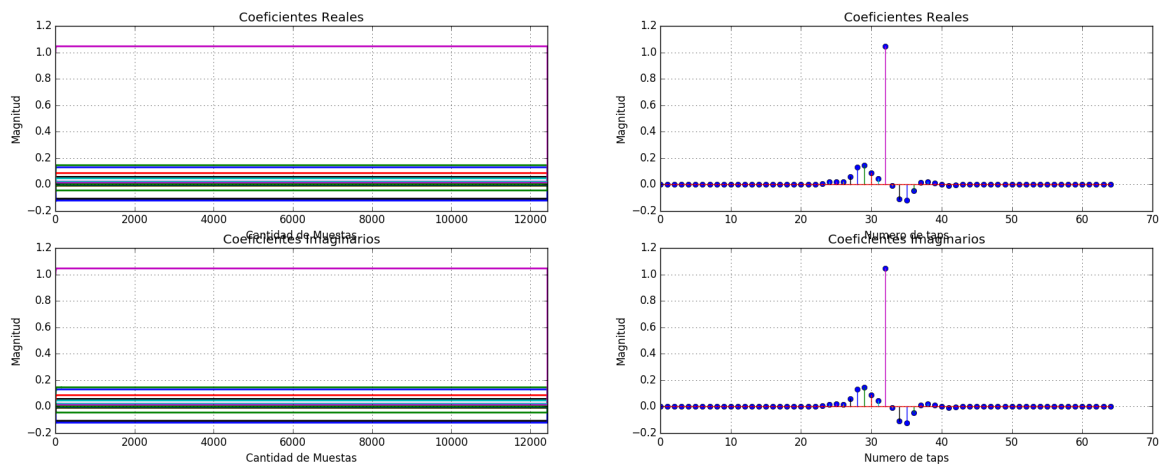 Coeficientes Reales
1.2
1.0
0.8
0.6
0.4
0.2
0.0
−0.2
Magnitud
0 2000 4000 6000 8000 10000 12000
Cantidad de Muestas
Coeficientes Reales
1.2
1.0
0.8
0.6
0.4
0.2
0.0
−0.2
Magnitud
0 10 20 30 40 50 60 70
Numero de taps
Coeficientes Imaginarios
1.2
1.0
0.8
0.6
0.4
0.2
0.0
−0.2
Magnitud
0 2000 4000 6000 8000 10000 12000
Cantidad de Muestas
Coeficientes Imaginarios
1.2
1.0
0.8
0.6
0.4
0.2
0.0
−0.2
Magnitud
0 10 20 30 40 50 60 70
Numero de taps